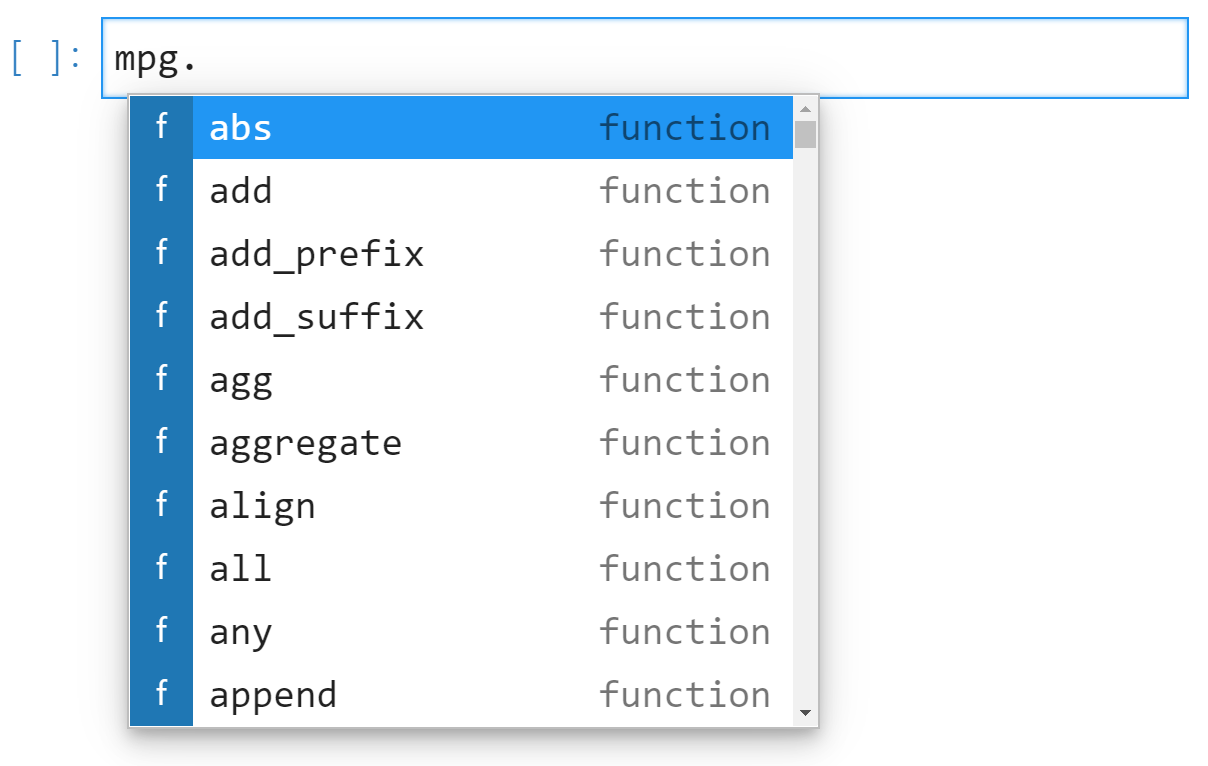 [ ]: mpg.
f abs function
f add function
f add_prefix function
f add_suffix function
f agg function
f aggregate function
f align function
f all function
f any function
f append function